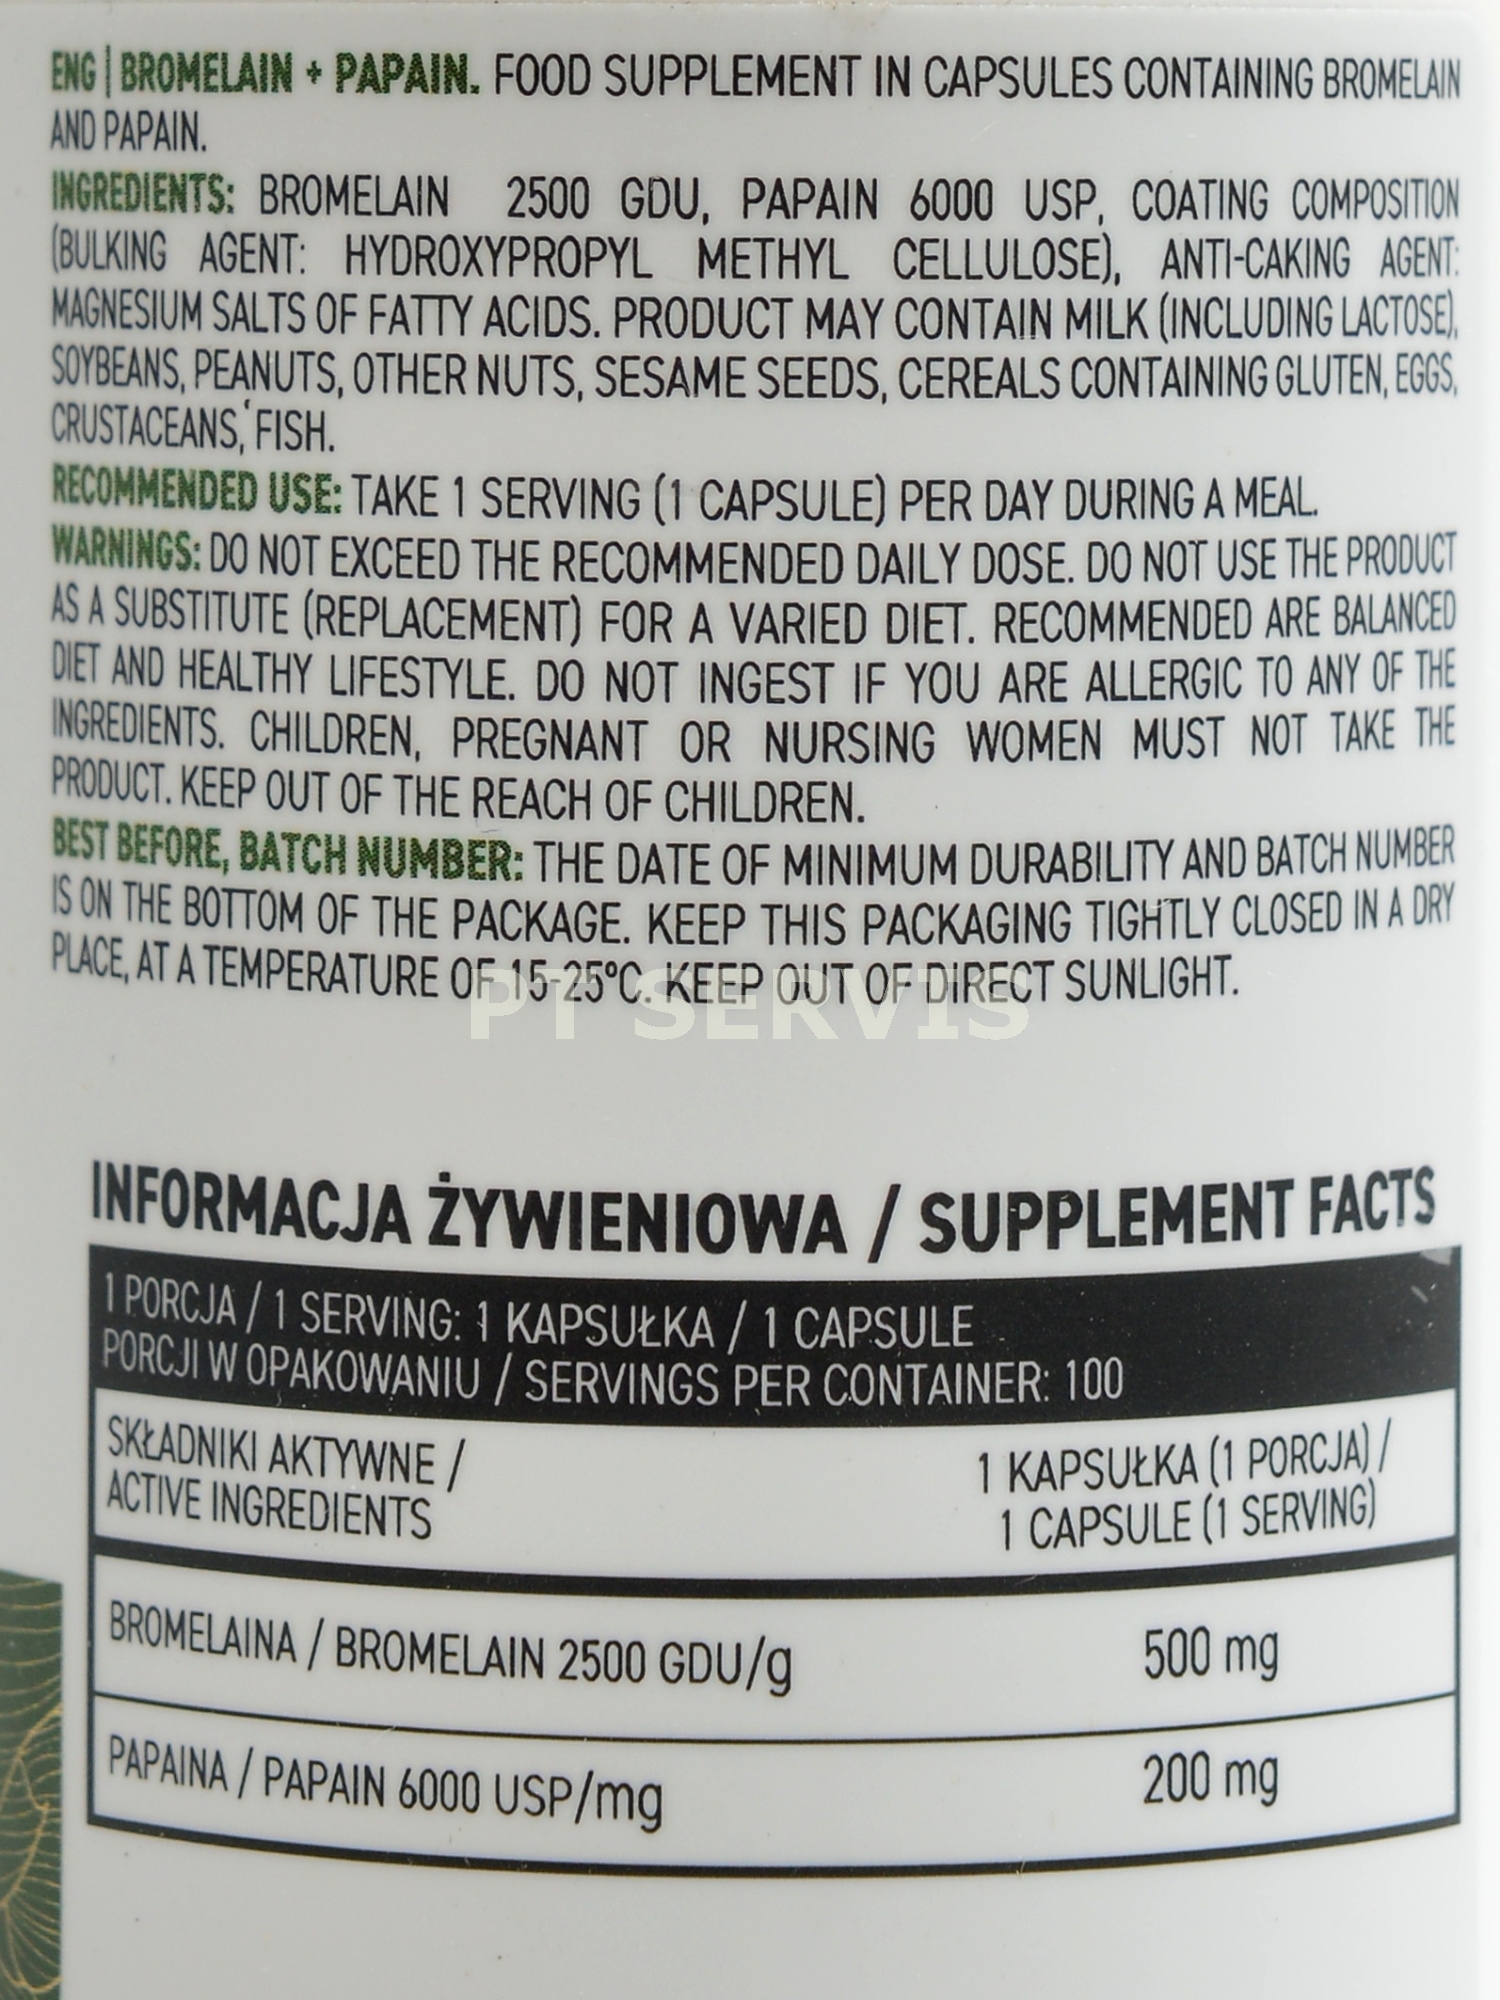 ENG | BROMELAIN + PAPAIN. FOOD SUPPLEMENT IN CAPSULES CONTAINING BROMELAIN
AND PAPAIN.
INGREDIENTS: BROMELAIN 2500 GDU, PAPAIN 6000 USP, COATING COMPOSITION
(BULKING AGENT: HYDROXYPROPYL METHYL CELLULOSE), ANTI-CAKING AGENT:
MAGNESIUM SALTS OF FATTY ACIDS. PRODUCT MAY CONTAIN MILK (INCLUDING LACTOSE),
SOYBEANS, PEANUTS, OTHER NUTS, SESAME SEEDS, CEREALS CONTAINING GLUTEN, EGGS,
CRUSTACEANS, FISH.
RECOMMENDED USE: TAKE 1 SERVING (1 CAPSULE) PER DAY DURING A MEAL.
WARNINGS: DO NOT EXCEED THE RECOMMENDED DAILY DOSE. DO NOT USE THE PRODUCT
AS A SUBSTITUTE (REPLACEMENT) FOR A VARIED DIET. RECOMMENDED ARE BALANCED
DIET AND HEALTHY LIFESTYLE. DO NOT INGEST IF YOU ARE ALLERGIC TO ANY OF THE
INGREDIENTS. CHILDREN, PREGNANT OR NURSING WOMEN MUST NOT TAKE THE
PRODUCT. KEEP OUT OF THE REACH OF CHILDREN.
BEST BEFORE, BATCH NUMBER: THE DATE OF MINIMUM DURABILITY AND BATCH NUMBER
IS ON THE BOTTOM OF THE PACKAGE. KEEP THIS PACKAGING TIGHTLY CLOSED IN A DRY
PLACE, AT A TEMPERATURE OF 15-25°C. KEEP OUT OF DIRECT SUNLIGHT.
PT SERVIS
INFORMACJA ŻYWIENIOWA / SUPPLEMENT FACTS
1 PORCJA / 1 SERVING: 1 KAPSUŁKA / 1 CAPSULE
PORCJI W OPAKOWANIU / SERVINGS PER CONTAINER: 100
SKŁADNIKI AKTYWNE / 1 KAPSUŁKA (1 PORCJA) /
ACTIVE INGREDIENTS 1 CAPSULE (1 SERVING)
BROMELAINA / BROMELAIN 2500 GDU/g 500 mg
PAPAINA / PAPAIN 6000 USP/mg 200 mg